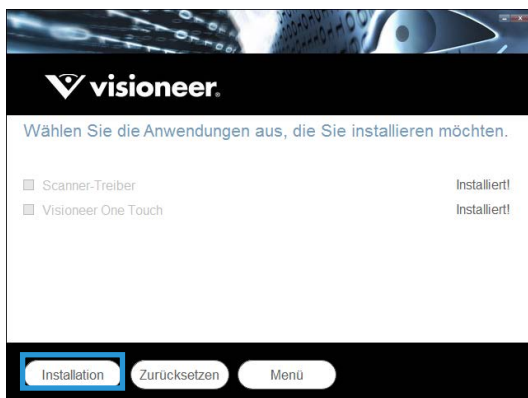 visioneer.
Wählen Sie die Anwendungen aus, die Sie installieren möchten.
Scanner-Treiber Installiert!
Visioneer One Touch Installiert!
Installation Zurücksetzen Menü